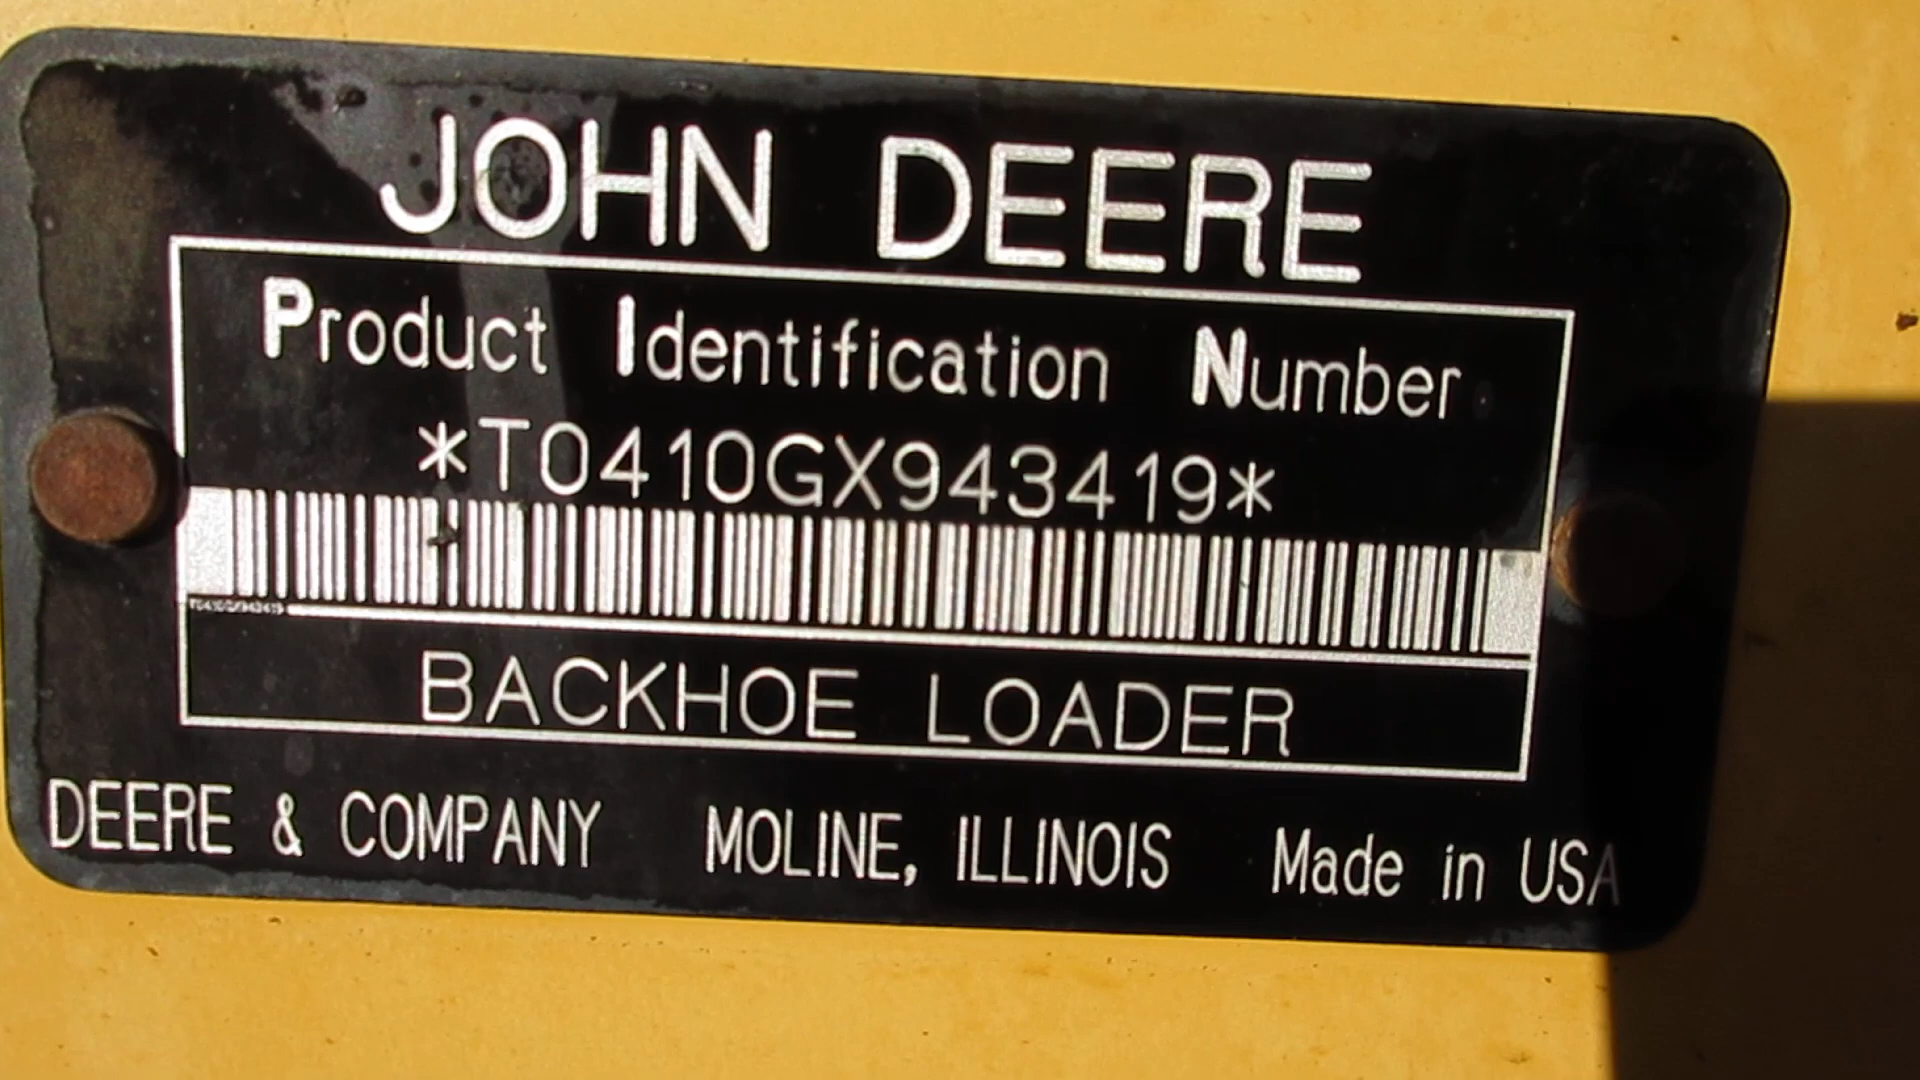 JOHN DEERE
Product Identification Number
*T0410GX943419*
BACKHOE LOADER
DEERE & COMPANY MOLINE, ILLINOIS Made in USA